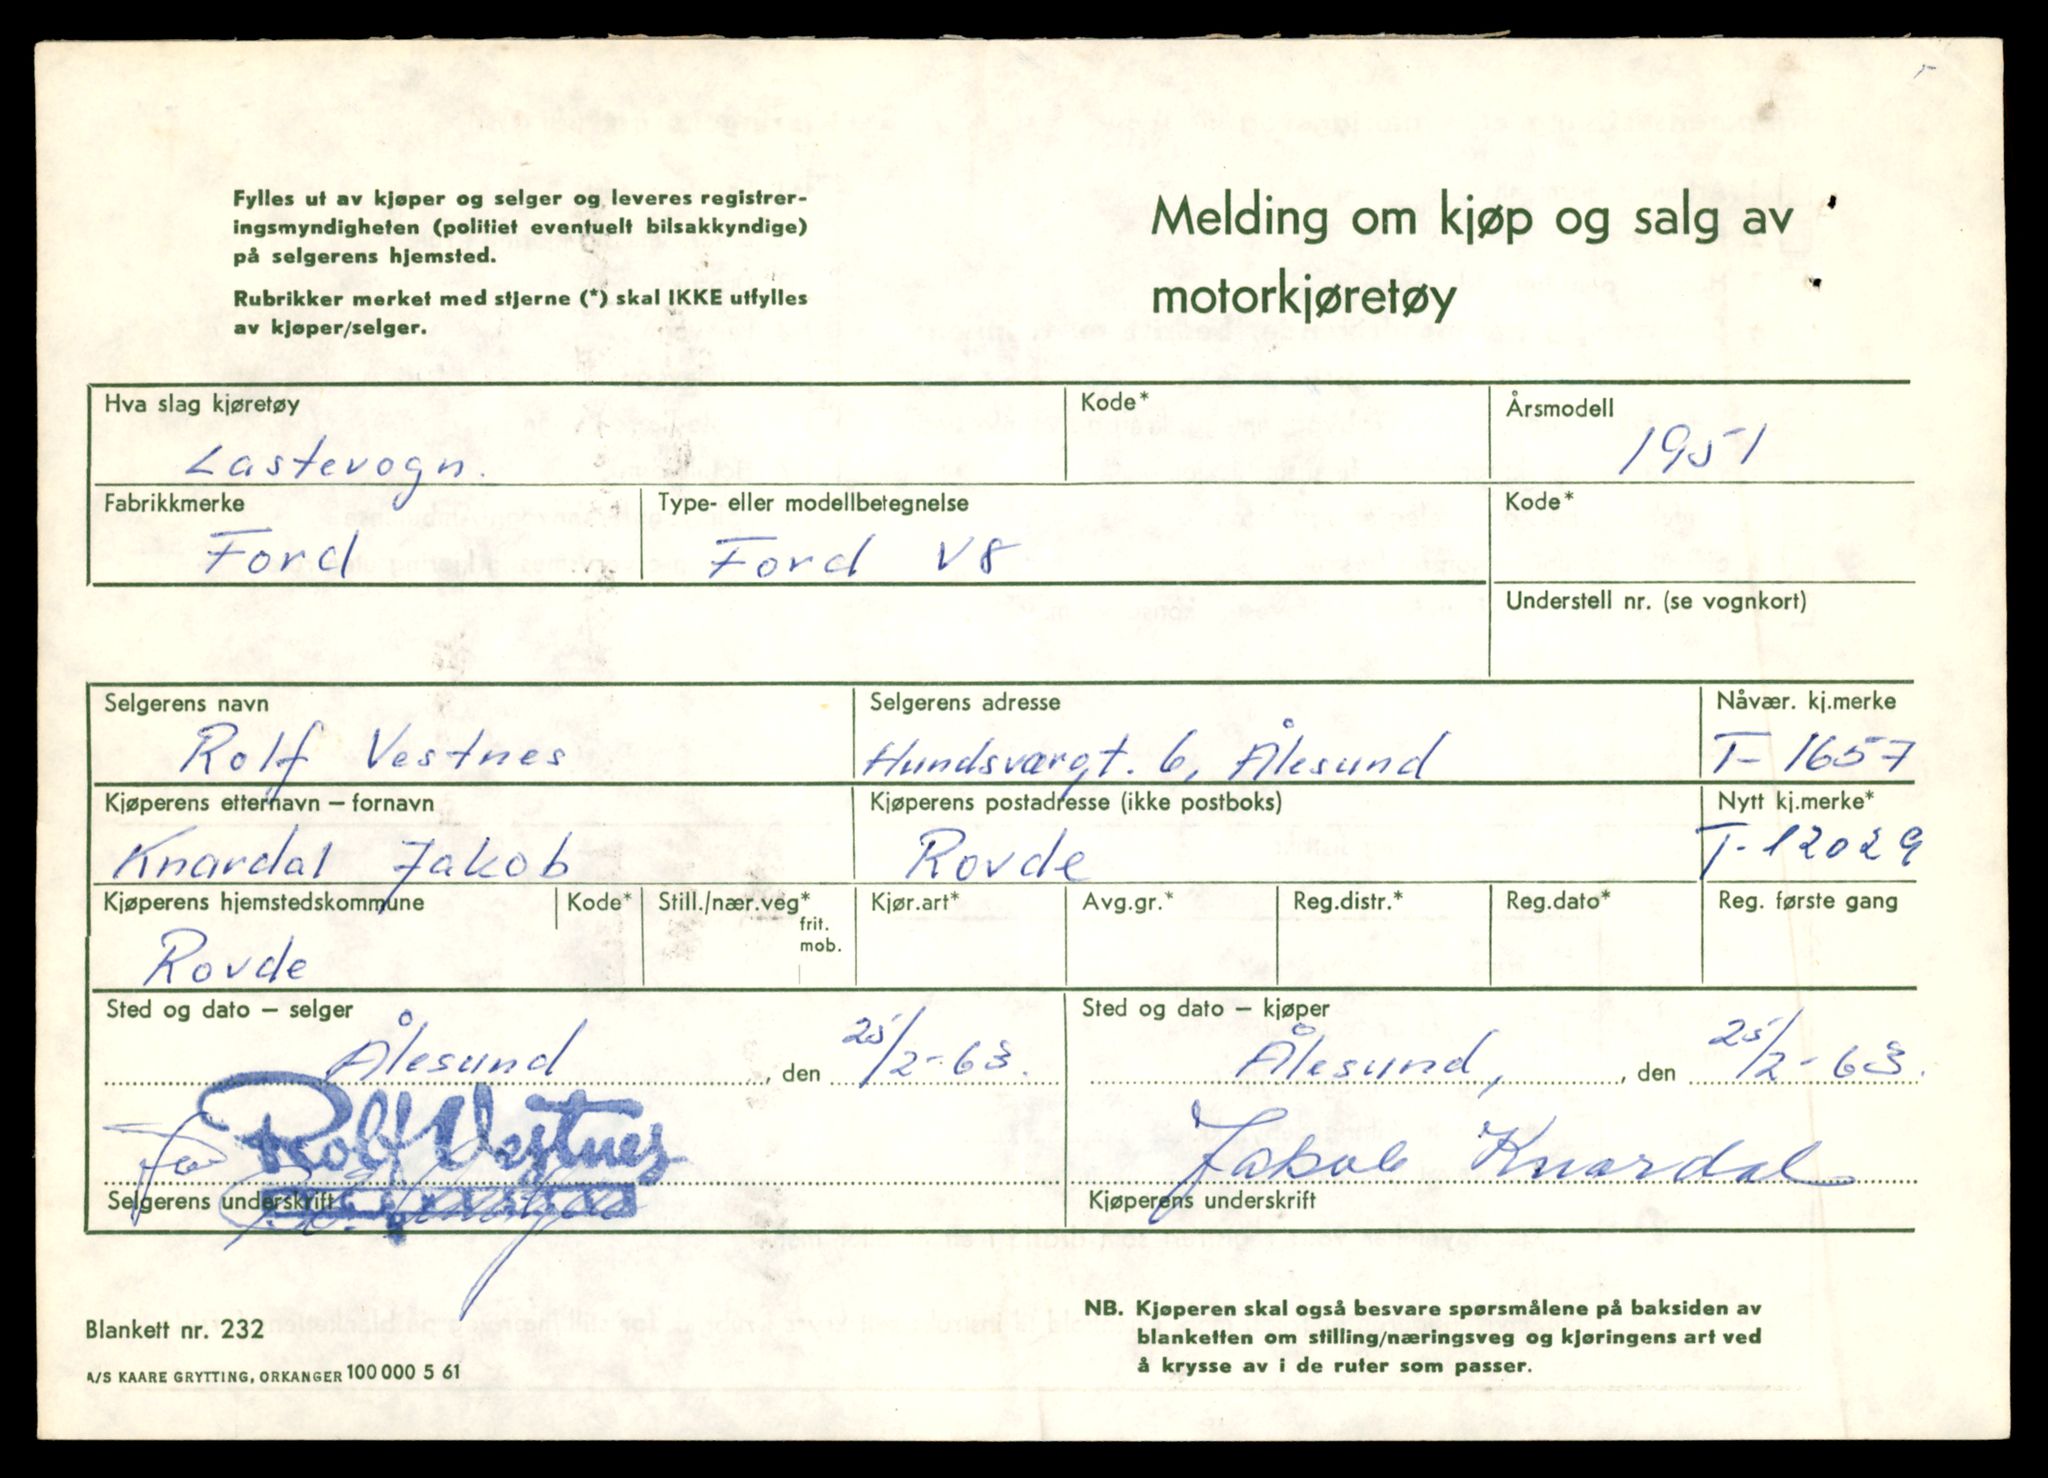 Fylles ut av kjøper og selger og leveres registrer-
ingsmyndigheten (politiet eventuelt bilsakkyndige)
på selgerens hjemsted.
Rubrikker merket med stjerne (*) skal IKKE utfylles
av kjøper/selger.
Melding om kjøp og salg av
motorkjøretøy
Hva slag kjøretøy
Lastevogn.
Kode*
Årsmodell
1951
Fabrikkmerke
Ford
Type- eller modellbetegnelse
Ford V8
Kode*
Understell nr. (se vognkort)
Selgerens navn
Rolf Vestnes
Selgerens adresse
Hundsværgt. 6, Ålesund
Nåvær. kj.merke
T- 1657
Kjøperens etternavn – fornavn
Knardal Jakob
Kjøperens postadresse (ikke postboks)
Rovde
Nytt kj.merke*
T-12029
Kjøperens hjemstedskommune
Rovde
Kode*
Still./nær.veg*
frit.
mob.
Kjør.art*
Avg.gr.*
Reg.distr.*
Reg.dato*
Reg. første gang
Sted og dato – selger
Ålesund, den 25/2-63.
Sted og dato – kjøper
Ålesund, , den 25/2-63.
for Rolf Vestnes
Selgerens underskrift
Jakob Knardal
Kjøperens underskrift
Blankett nr. 232
A/S KAARE GRYTTING, ORKANGER 100 000 5 61
NB. Kjøperen skal også besvare spørsmålene på baksiden av
blanketten om stilling/næringsveg og kjøringens art ved
å krysse av i de ruter som passer.